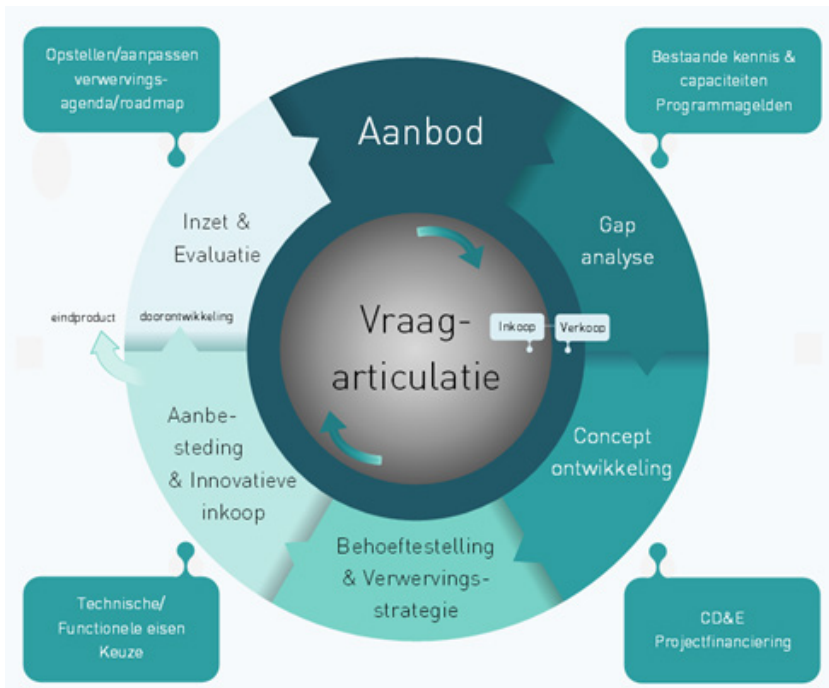 Opstellen/aanpassen
verwervings-
agenda/roadmap
Bestaande kennis &
capaciteiten
Programmagelden
Aanbod
Inzet &
Evaluatie
Gap
analyse
eindproduct
doorontwikkeling
Vraag-
articulatie
Inkoop
Verkoop
Aanbe-
steding
& Innovatieve
inkoop
Concept
ontwikkeling
Behoeftestelling
& Verwervings-
strategie
Technische/
Functionele eisen
Keuze
CD&E
Projectfinanciering